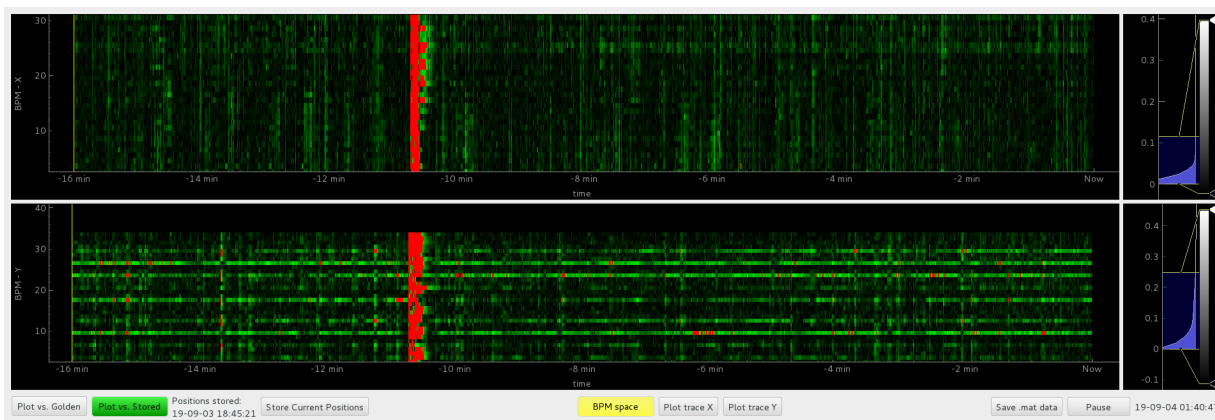 30
20
10
BPM - X
-16 min -14 min -12 min -10 min -8 min -6 min -4 min -2 min Now
time
0.4
0.3
0.2
0.1
0
40
30
20
10
BPM - Y
-16 min -14 min -12 min -10 min -8 min -6 min -4 min -2 min Now
time
0.4
0.3
0.2
0.1
0
-0.1
Plot vs. Golden
Plot vs. Stored
Positions stored:
19-09-03 18:45:21
Store Current Positions
BPM space
Plot trace X
Plot trace Y
Save .mat data
Pause
19-09-04 01:40:4